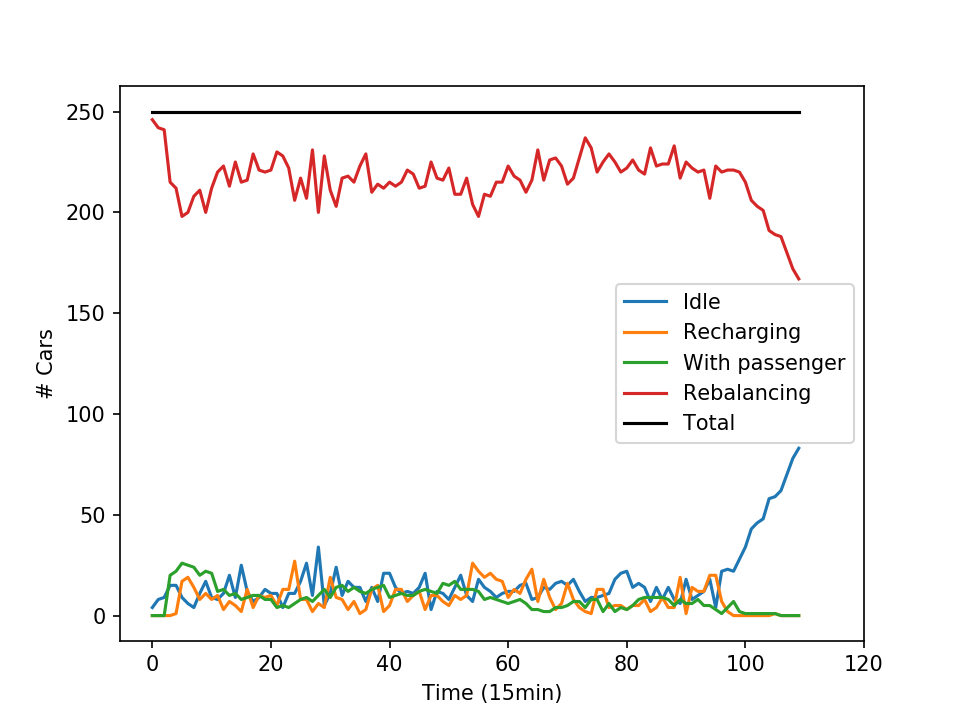 250
200
150
100
50
0
# Cars
Idle
Recharging
With passenger
Rebalancing
Total
0 20 40 60 80 100 120
Time (15min)